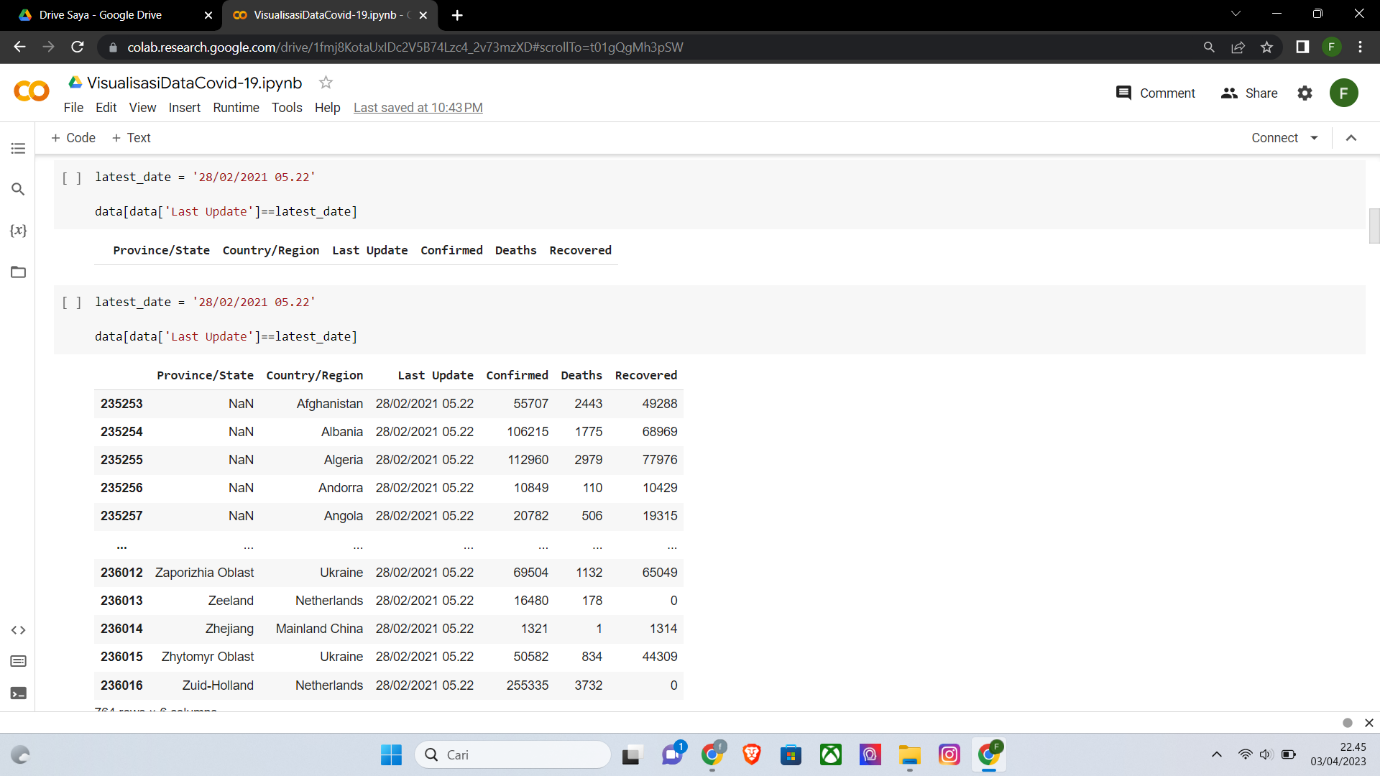 Drive Saya - Google Drive
VisualisasiDataCovid-19.ipynb -
colab.research.google.com/drive/1fmj8KotaUxIDc2V5B74Lzc4_2v73mzXD#scrollTo=t01gQgMh3pSW
F
VisualisasiDataCovid-19.ipynb
Comment
Share
F
File Edit View Insert Runtime Tools Help Last saved at 10:43 PM
+ Code + Text
Connect
[ ] latest_date = '28/02/2021 05.22'
data[data['Last Update']==latest_date]
{x}
Province/State Country/Region Last Update Confirmed Deaths Recovered
[ ] latest_date = '28/02/2021 05.22'
data[data['Last Update']==latest_date]
Province/State Country/Region Last Update Confirmed Deaths Recovered
235253 NaN Afghanistan 28/02/2021 05.22 55707 2443 49288
235254 NaN Albania 28/02/2021 05.22 106215 1775 68969
235255 NaN Algeria 28/02/2021 05.22 112960 2979 77976
235256 NaN Andorra 28/02/2021 05.22 10849 110 10429
235257 NaN Angola 28/02/2021 05.22 20782 506 19315
... ... ... ... ... ... ...
236012 Zaporizhia Oblast Ukraine 28/02/2021 05.22 69504 1132 65049
236013 Zeeland Netherlands 28/02/2021 05.22 16480 178 0
236014 Zhejiang Mainland China 28/02/2021 05.22 1321 1 1314
236015 Zhytomyr Oblast Ukraine 28/02/2021 05.22 50582 834 44309
236016 Zuid-Holland Netherlands 28/02/2021 05.22 255335 3732 0
764 rows × 6 columns
Cari
1
f
F
22.45
03/04/2023